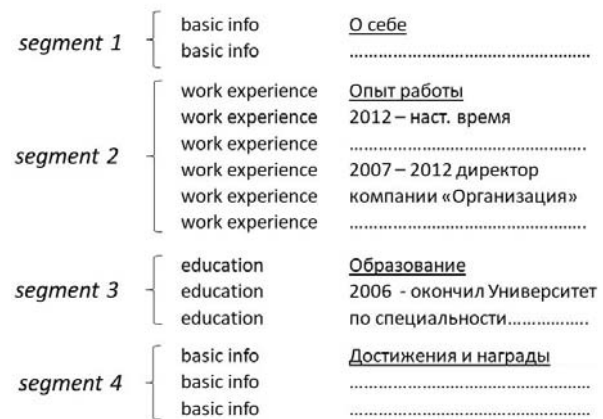 segment 1
basic info О себе
basic info ................................................
segment 2
work experience Опыт работы
work experience 2012 – наст. время
work experience ................................................
work experience 2007 – 2012 директор
work experience компании «Организация»
work experience ................................................
segment 3
education Образование
education 2006 - окончил Университет
education по специальности.................
segment 4
basic info Достижения и награды
basic info ................................................
basic info ................................................